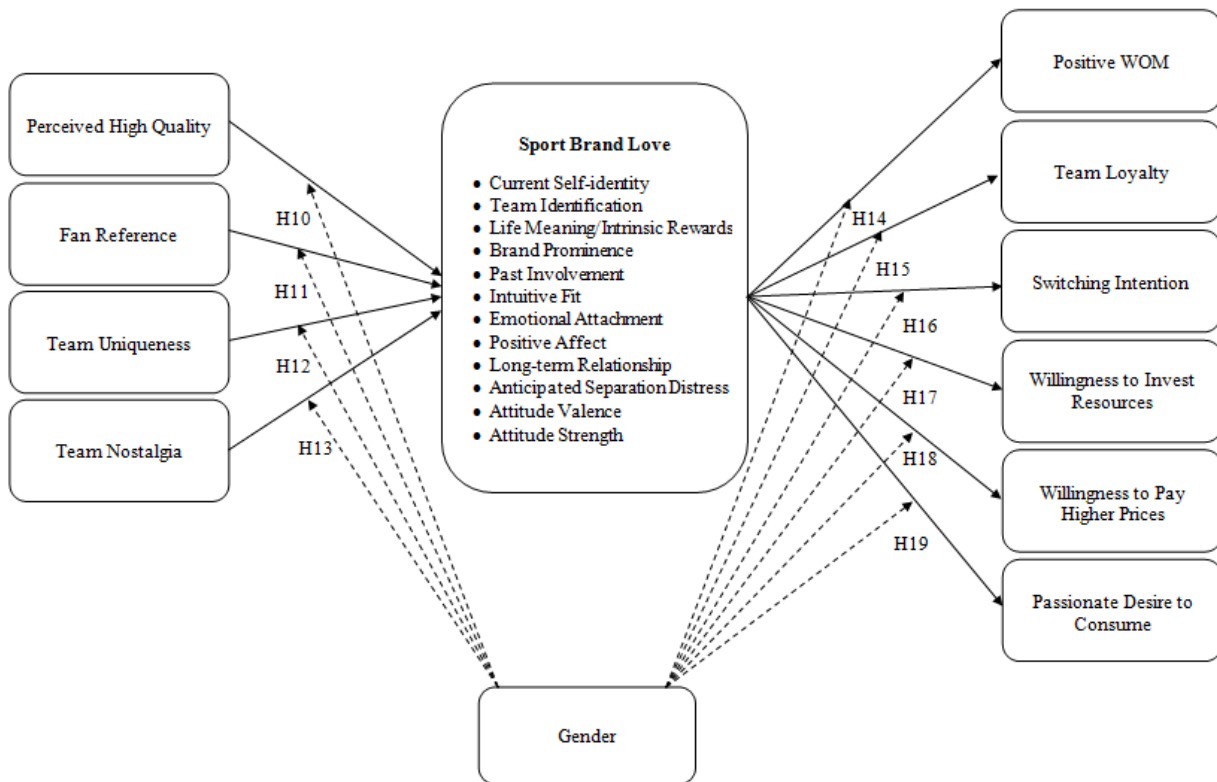 Perceived High Quality
Fan Reference
Team Uniqueness
Team Nostalgia
H10
H11
H12
H13
Sport Brand Love
• Current Self-identity
• Team Identification
• Life Meaning/Intrinsic Rewards
• Brand Prominence
• Past Involvement
• Intuitive Fit
• Emotional Attachment
• Positive Affect
• Long-term Relationship
• Anticipated Separation Distress
• Attitude Valence
• Attitude Strength
H14
H15
H16
H17
H18
H19
Positive WOM
Team Loyalty
Switching Intention
Willingness to Invest
Resources
Willingness to Pay
Higher Prices
Passionate Desire to
Consume
Gender